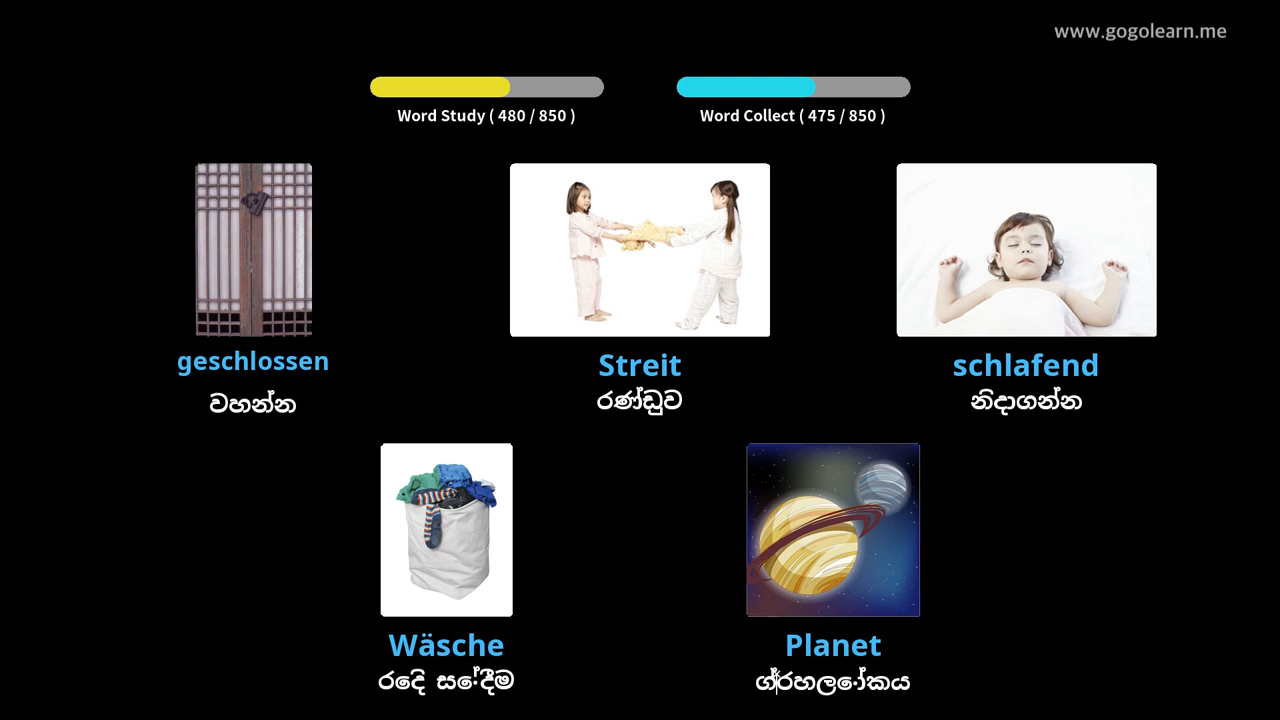 www.gogolearn.me
Word Study ( 480 / 850 )
Word Collect ( 475 / 850 )
geschlossen
Streit
schlafend
වහන්න
රණ්ඩුව
නිදාගන්න
Wäsche
Planet
රෙදි සේදීම
ග්‍රහලෝකය